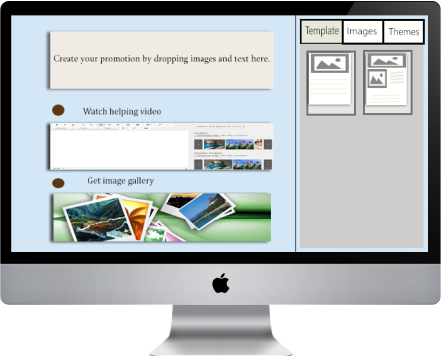 Create your promotion by dropping images and text here.
Template
Images
Themes
Watch helping video
Get image gallery